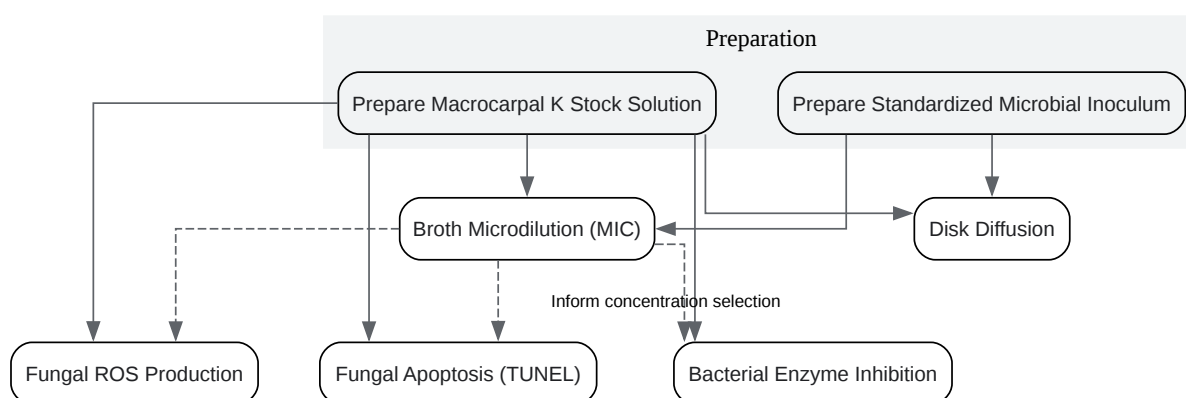 Preparation
Prepare Macrocarpal K Stock Solution
Prepare Standardized Microbial Inoculum
Broth Microdilution (MIC)
Disk Diffusion
Inform concentration selection
Fungal ROS Production
Fungal Apoptosis (TUNEL)
Bacterial Enzyme Inhibition